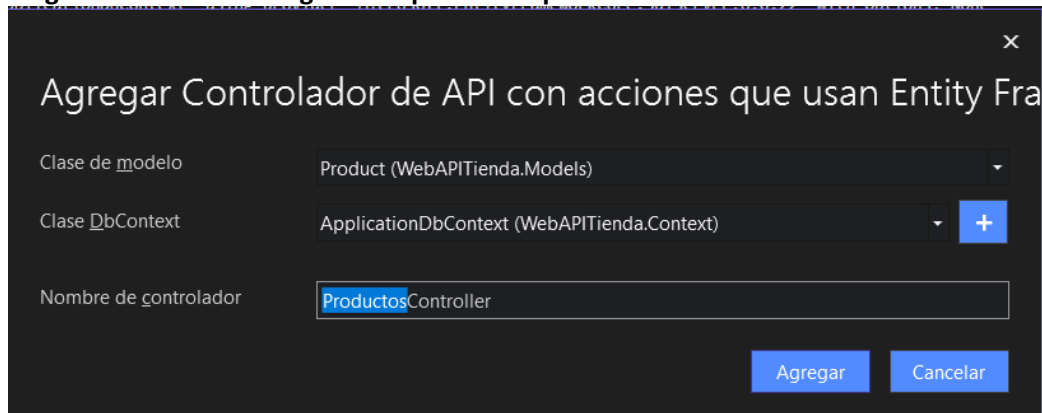 ×
Agregar Controlador de API con acciones que usan Entity Fra
Clase de modelo
Product (WebAPITienda.Models)
Clase DbContext
ApplicationDbContext (WebAPITienda.Context)
+
Nombre de controlador
ProductosController
Agregar Cancelar